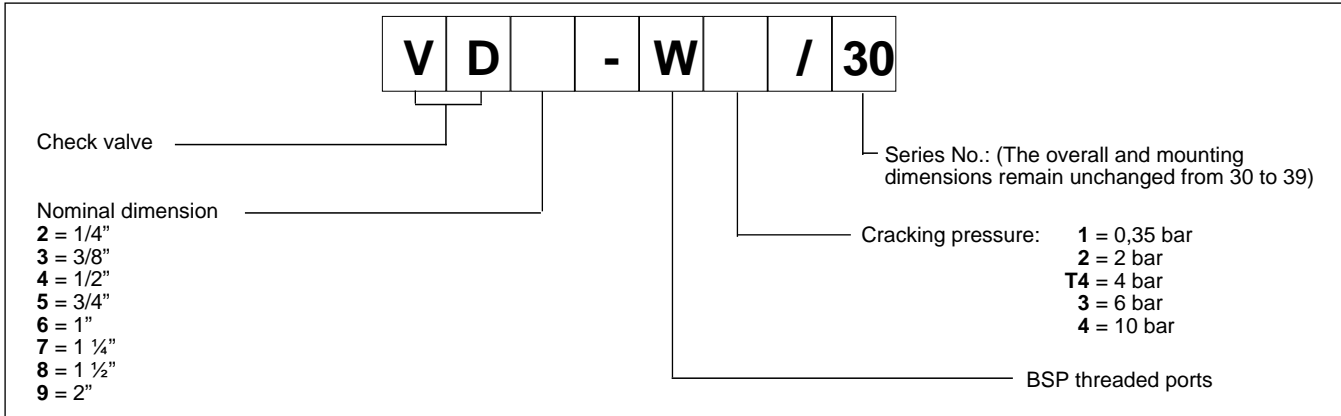 V D - W / 30
Check valve
Series No.: (The overall and mounting
dimensions remain unchanged from 30 to 39)
Nominal dimension
2 = 1/4”
3 = 3/8”
4 = 1/2”
5 = 3/4”
6 = 1”
7 = 1 ¼”
8 = 1 ½”
9 = 2”
Cracking pressure: 1 = 0,35 bar
2 = 2 bar
T4 = 4 bar
3 = 6 bar
4 = 10 bar
BSP threaded ports